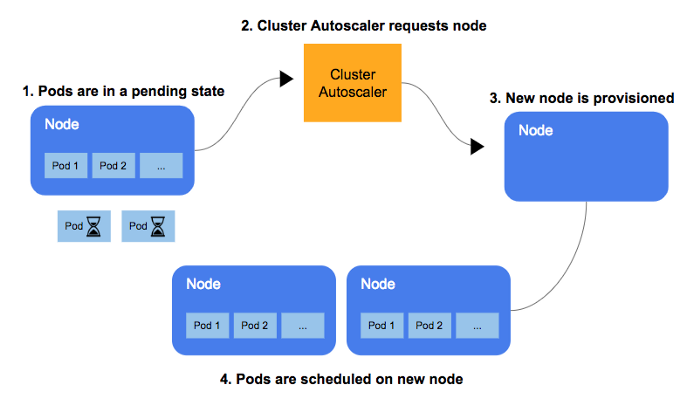 2. Cluster Autoscaler requests node
Cluster
Autoscaler
1. Pods are in a pending state
Node
Pod 1
Pod 2
...
Pod
Pod
3. New node is provisioned
Node
Node
Pod 1
Pod 2
...
Node
Pod 1
Pod 2
...
4. Pods are scheduled on new node